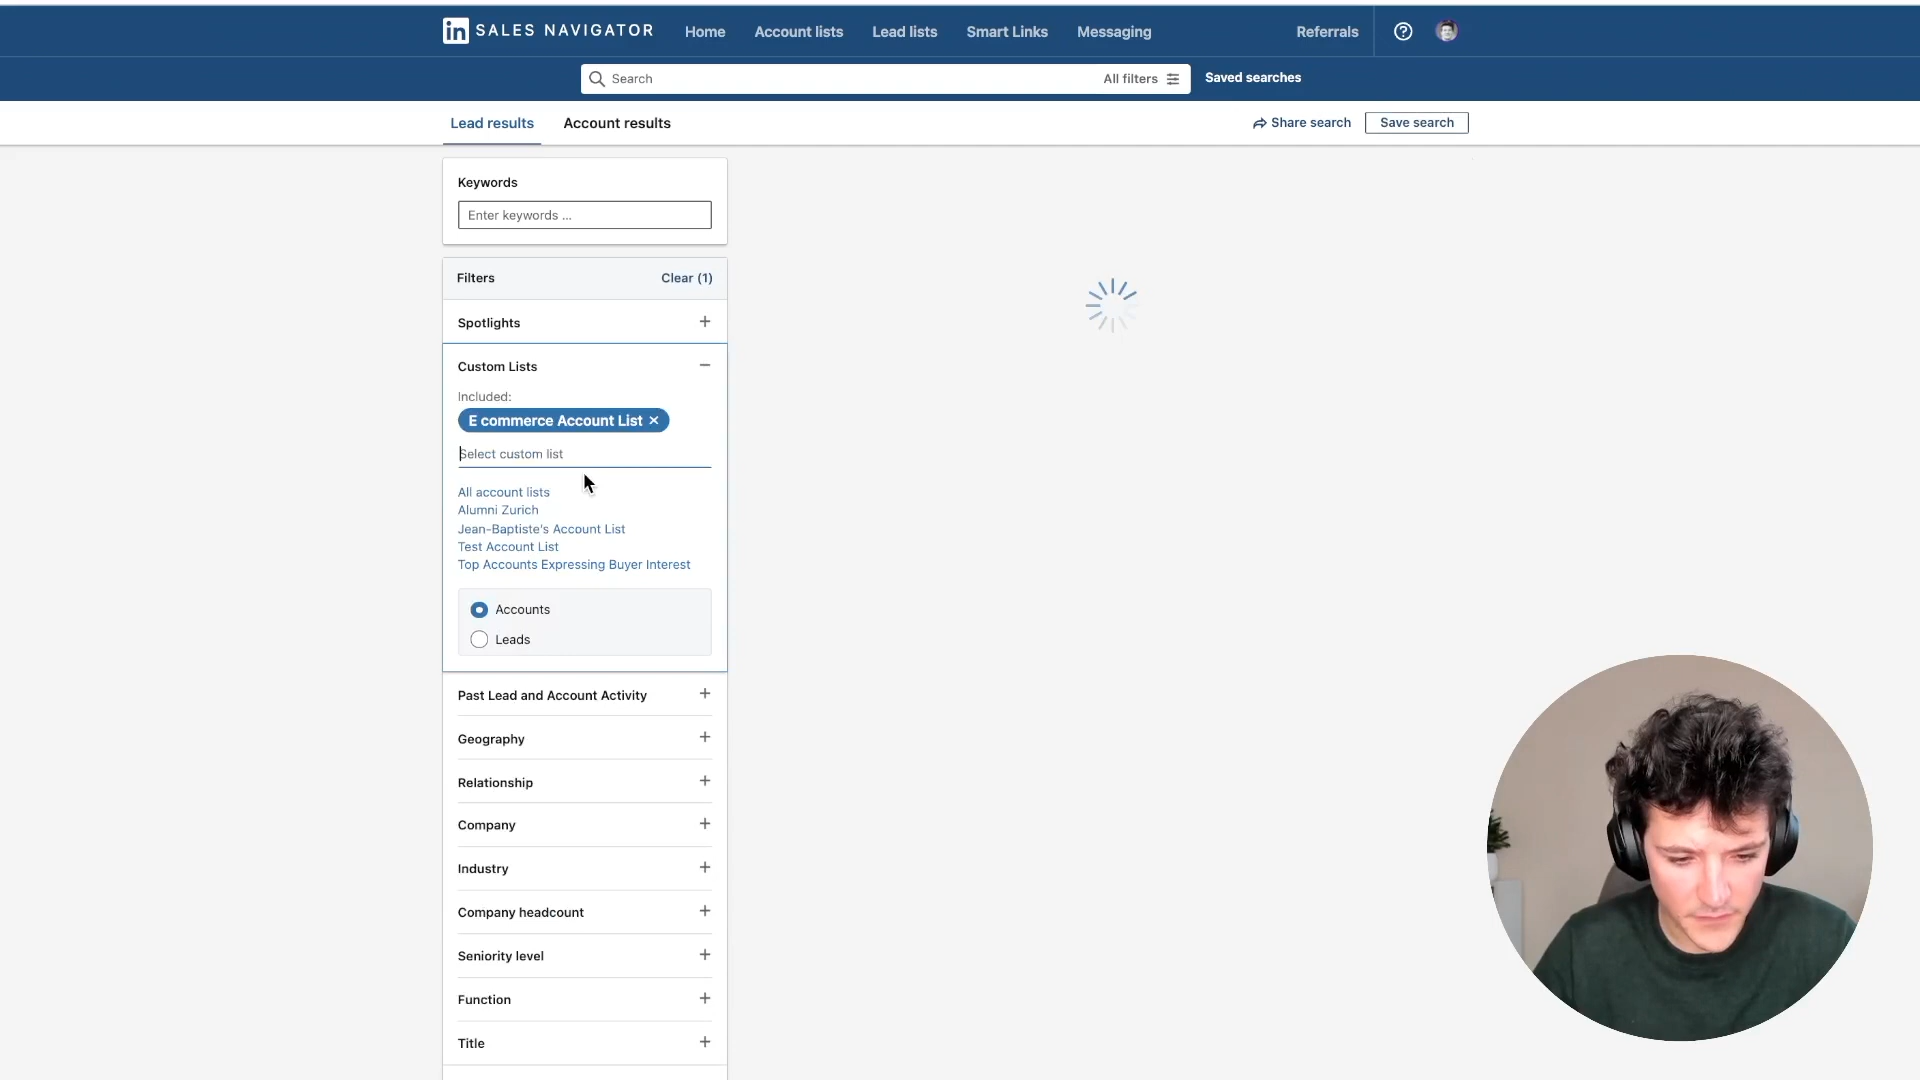 in SALES NAVIGATOR Home Account lists Lead lists Smart Links Messaging Referrals
Search All filters Saved searches
Lead results Account results Share search Save search
Keywords
Enter keywords ...
Filters Clear (1)
Spotlights
Custom Lists
Included:
E commerce Account List
Select custom list
All account lists
Alumni Zurich
Jean-Baptiste's Account List
Test Account List
Top Accounts Expressing Buyer Interest
Accounts
Leads
Past Lead and Account Activity
Geography
Relationship
Company
Industry
Company headcount
Seniority level
Function
Title